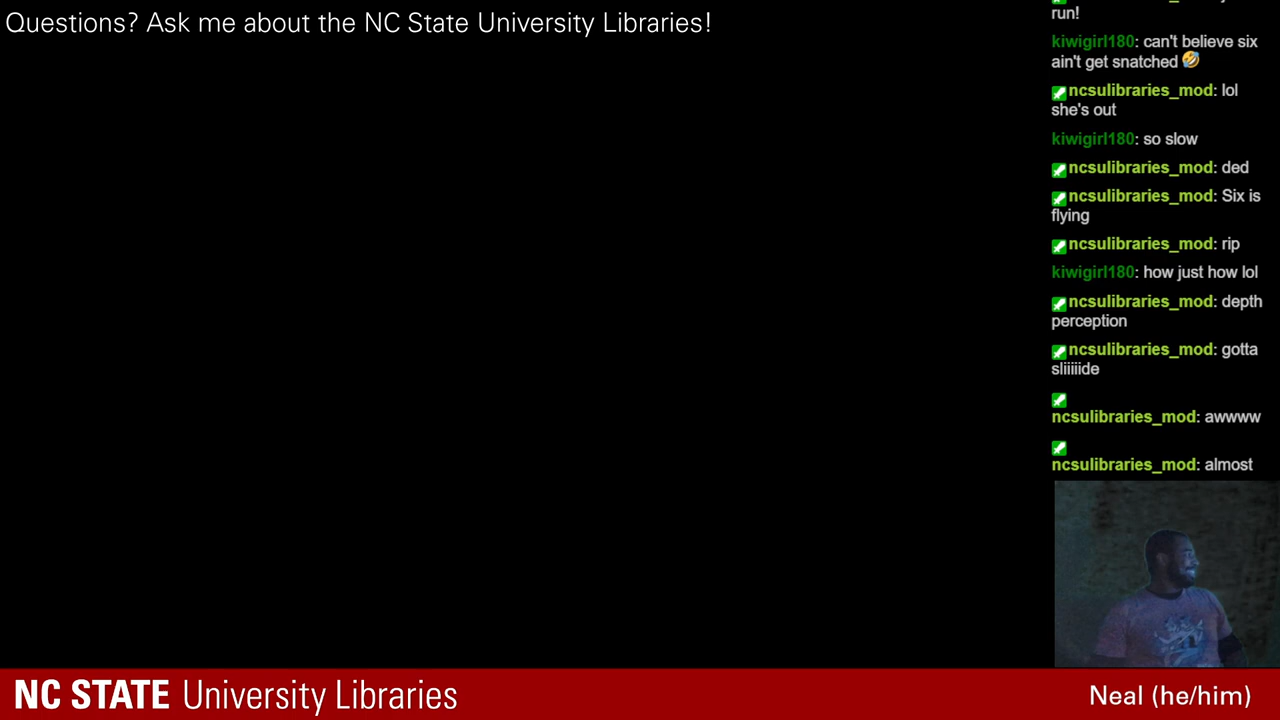 Questions? Ask me about the NC State University Libraries!
run!
kiwigirl180: can't believe six
ain't get snatched 🤣
ncsulibraries_mod: lol
she's out
kiwigirl180: so slow
ncsulibraries_mod: ded
ncsulibraries_mod: Six is
flying
ncsulibraries_mod: rip
kiwigirl180: how just how lol
ncsulibraries_mod: depth
perception
ncsulibraries_mod: gotta
sliiiiide
ncsulibraries_mod: awwww
ncsulibraries_mod: almost
NC STATE University Libraries
Neal (he/him)